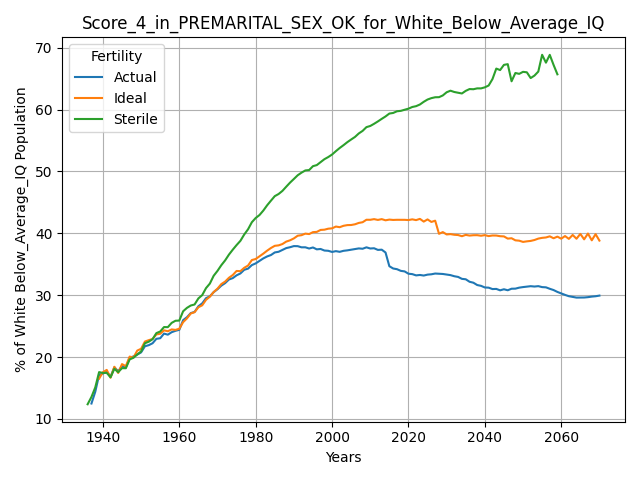 Score_4_in_PREMARITAL_SEX_OK_for_White_Below_Average_IQ
Fertility
Actual
Ideal
Sterile
% of White Below_Average_IQ Population
70
60
50
40
30
20
10
1940
1960
1980
2000
2020
2040
2060
Years